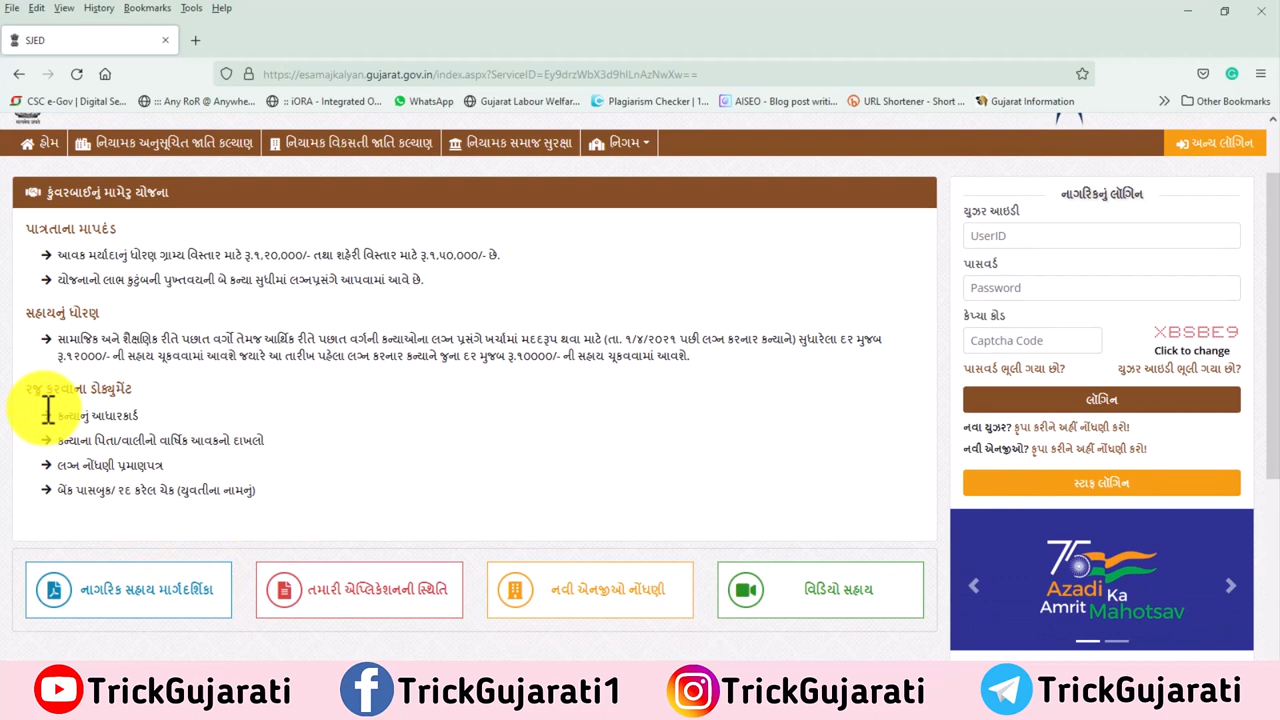 File Edit View History Bookmarks Tools Help
SJED
https://esamajkalyan.gujarat.gov.in/index.aspx?ServiceID=Ey9drzWbX3d9hlLnAzNwXw==
CSC e-Gov | Digital Se... ::: Any RoR @ Anywhe... :: iORA - Integrated O... WhatsApp Gujarat Labour Welfar... Plagiarism Checker | 1... AISEO - Blog post writi... URL Shortener - Short ... Gujarat Information Other Bookmarks
હોમ નિયામક અનુસૂચિત જાતિ કલ્યાણ નિયામક વિકસતી જાતિ કલ્યાણ નિયામક સમાજ સુરક્ષા નિગમ અન્ય લૉગિન
કુંવરબાઈનું મામેરુ યોજના
પાત્રતાના માપદંડ
આવક મર્યાદાનું ધોરણ ગ્રામ્ય વિસ્તાર માટે રૂ.૧,૨૦,૦૦૦/- તથા શહેરી વિસ્તાર માટે રૂ.૧,૫૦,૦૦૦/- છે.
યોજનાનો લાભ કુટુંબની પુખ્તવયની બે કન્યા સુધીમાં લગ્નપ્રસંગે આપવામાં આવે છે.
સહાયનું ધોરણ
સામાજિક અને શૈક્ષણિક રીતે પછાત વર્ગો તેમજ આર્થિક રીતે પછાત વર્ગની કન્યાઓના લગ્ન પ્રસંગે ખર્ચામાં મદદરૂપ થવા માટે (તા. ૧/૪/૨૦૨૧ પછી લગ્ન કરનાર કન્યાને) સુધારેલા દર મુજબ
રૂ.૧૨૦૦૦/- ની સહાય ચૂકવવામાં આવશે જયારે આ તારીખ પહેલા લગ્ન કરનાર કન્યાને જુના દર મુજબ રૂ.૧૦૦૦૦/- ની સહાય ચૂકવવામાં આવશે.
રજુ કરવાના ડોક્યુમેંટ
કન્યાનું આધારકાર્ડ
કન્યાના પિતા/વાલીનો વાર્ષિક આવકનો દાખલો
લગ્ન નોંધણી પ્રમાણપત્ર
બેંક પાસબુક/ રદ કરેલ ચેક (યુવતીના નામનું)
નાગરિકનું લૉગિન
યુઝર આઇડી
UserID
પાસવર્ડ
Password
કેપ્ચા કોડ
Captcha Code XBSBE9
Click to change
પાસવર્ડ ભૂલી ગયા છો? યુઝર આઇડી ભૂલી ગયા છો?
લૉગિન
નવા યુઝર? કૃપા કરીને અહીં નોંધણી કરો!
નવી એનજીઓ? કૃપા કરીને અહીં નોંધણી કરો!
સ્ટાફ લૉગિન
75
Azadi Ka
Amrit Mahotsav
નાગરિક સહાય માર્ગદર્શિકા તમારી એપ્લિકેશનની સ્થિતિ નવી એનજીઓ નોંધણી વિડિયો સહાય
TrickGujarati TrickGujarati1 TrickGujarati TrickGujarati